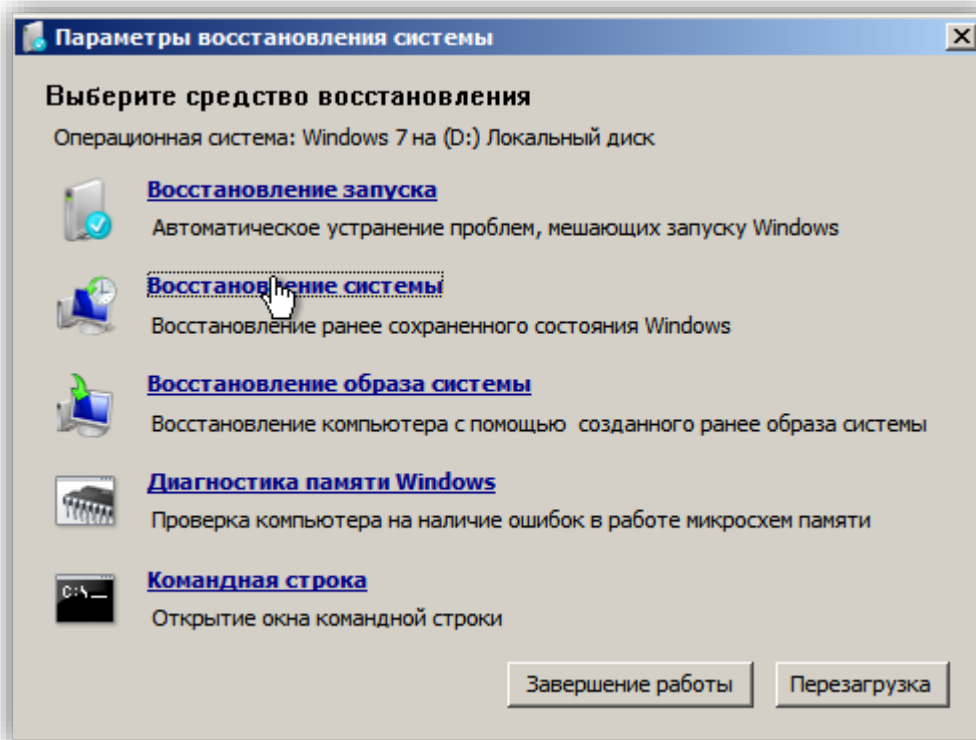 Параметры восстановления системы
Выберите средство восстановления
Операционная система: Windows 7 на (D:) Локальный диск
Восстановление запуска
Автоматическое устранение проблем, мешающих запуску Windows
Восстановление системы
Восстановление ранее сохраненного состояния Windows
Восстановление образа системы
Восстановление компьютера с помощью созданного ранее образа системы
Диагностика памяти Windows
Проверка компьютера на наличие ошибок в работе микросхем памяти
C:\_
Командная строка
Открытие окна командной строки
Завершение работы
Перезагрузка